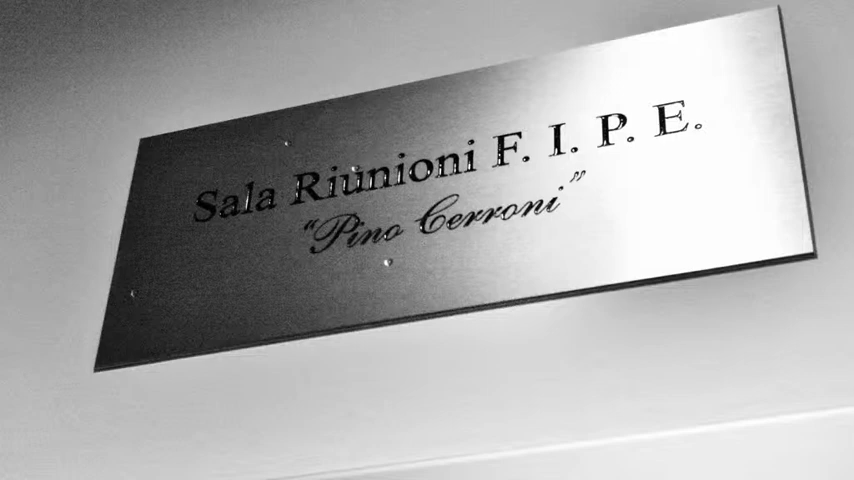 Sala Riunioni F. I. P. E.
“Pino Cerroni”